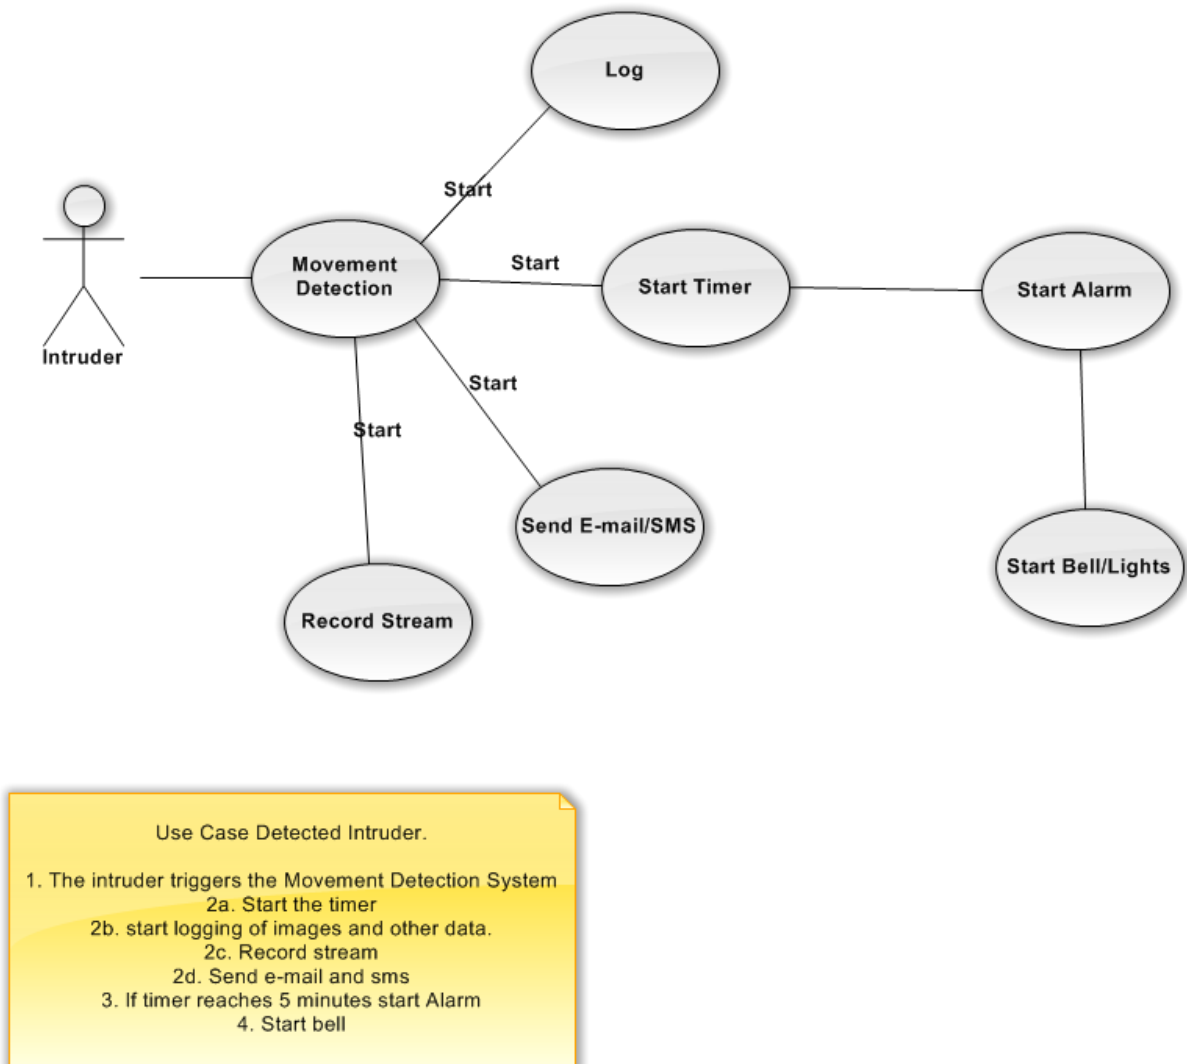 Log
Start
Movement
Detection
Start
Start Timer
Start Alarm
Intruder
Start
Start
Send E-mail/SMS
Start Bell/Lights
Record Stream
Use Case Detected Intruder.
1. The intruder triggers the Movement Detection System
2a. Start the timer
2b. start logging of images and other data.
2c. Record stream
2d. Send e-mail and sms
3. If timer reaches 5 minutes start Alarm
4. Start bell